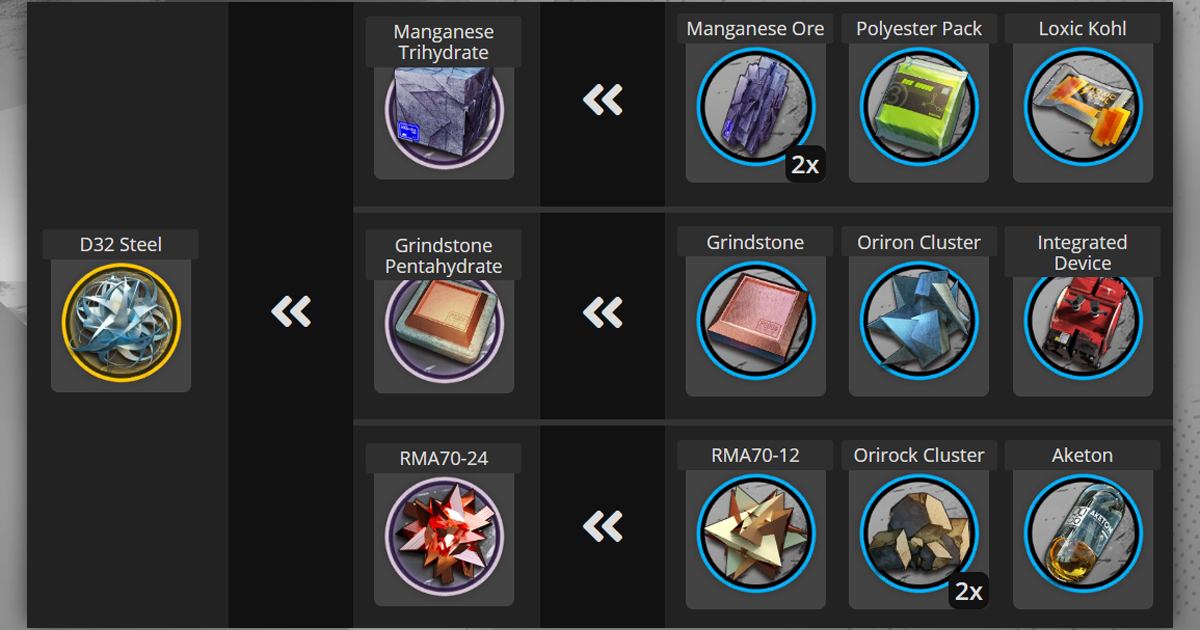 Manganese
Trihydrate
Manganese Ore
Polyester Pack
Loxic Kohl
2x
D32 Steel
Grindstone
Pentahydrate
Grindstone
Oriron Cluster
Integrated
Device
RMA70-24
RMA70-12
Orirock Cluster
Aketon
AKETON
2x